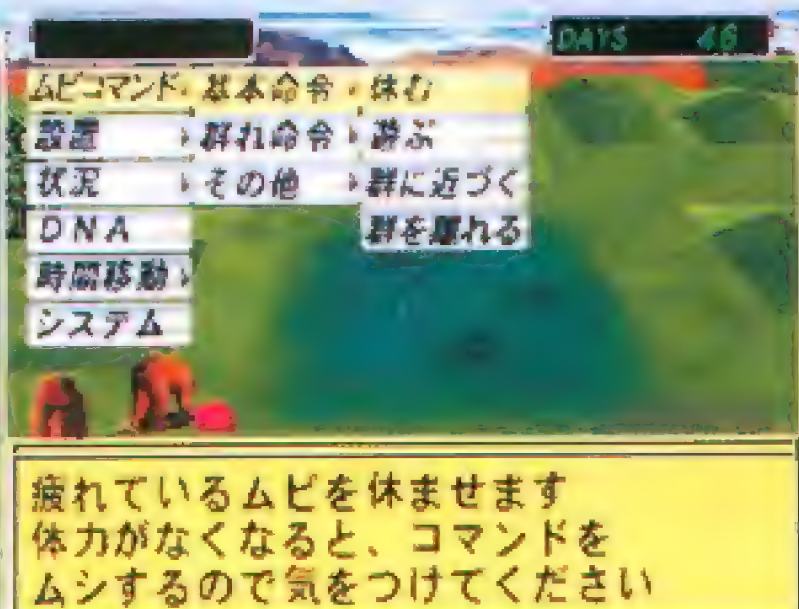 DAYS 46
ムピコマンド 基本命令 休む
設置 群れ命令 遊ぶ
状況 その他 群に近づく
DNA 群を離れる
時間移動
システム
疲れているムピを休ませます
体力がなくなると、コマンドを
ムシするので気をつけてください